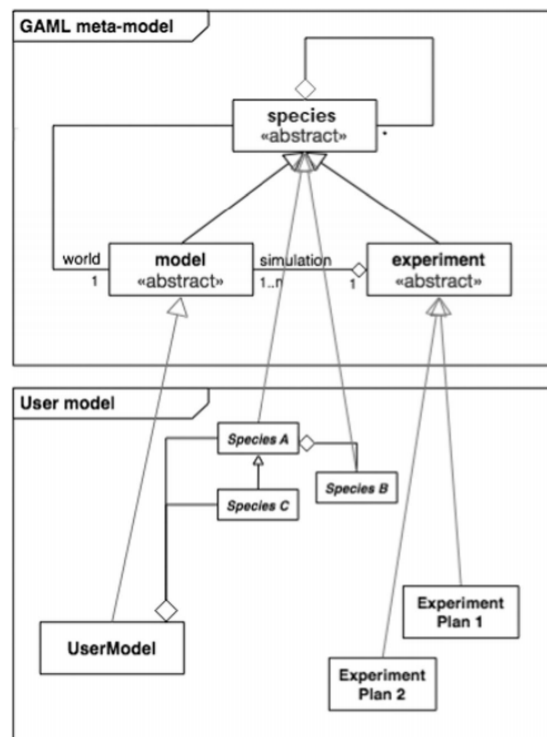 GAML meta-model
species
«abstract»
*
world
1
model
«abstract»
simulation
1..n
1
experiment
«abstract»
User model
Species A
Species B
Species C
UserModel
Experiment
Plan 1
Experiment
Plan 2